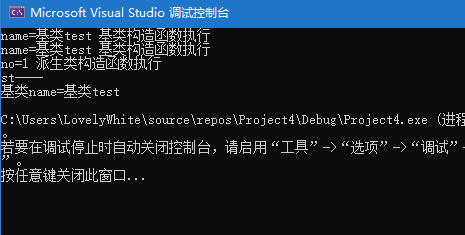 Microsoft Visual Studio 调试控制台
name=基类test 基类构造函数执行
name=基类test 基类构造函数执行
no=1 派生类构造函数执行
st----
基类name=基类test
C:\Users\LovelyWhite\source\repos\Project4\Debug\Project4.exe (进程
。
若要在调试停止时自动关闭控制台，请启用“工具”->“选项”->“调试”-
”。
按任意键关闭此窗口...